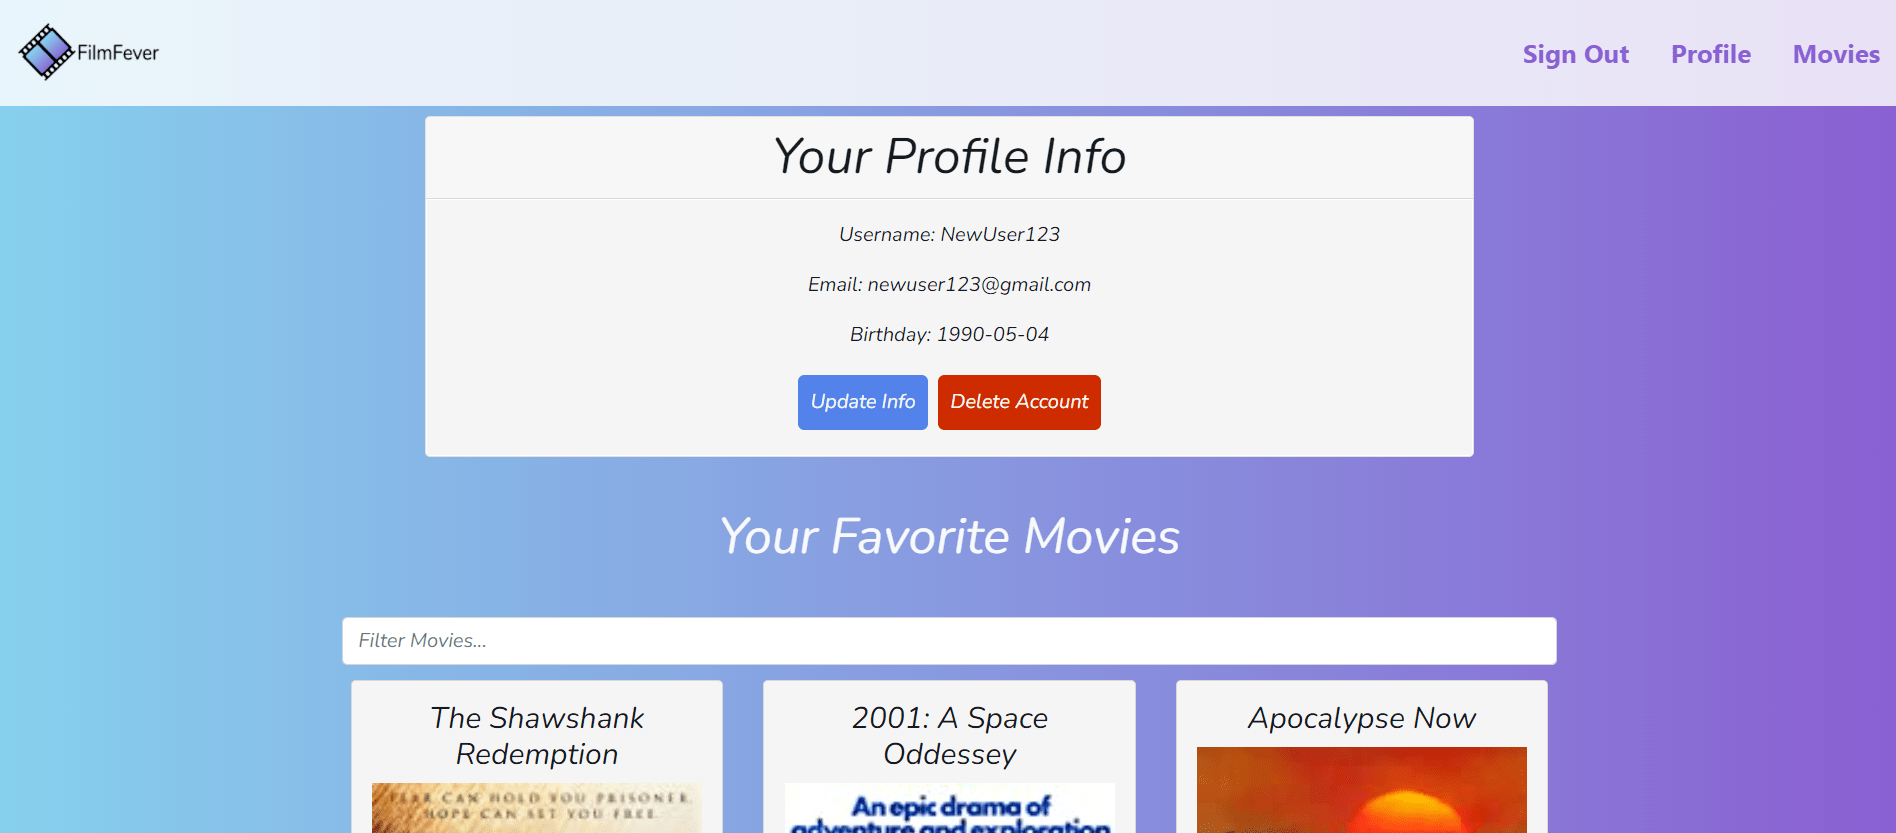 FilmFever
Sign Out Profile Movies
Your Profile Info
Username: NewUser123
Email: newuser123@gmail.com
Birthday: 1990-05-04
Update Info Delete Account
Your Favorite Movies
Filter Movies...
The Shawshank
Redemption
2001: A Space
Oddessey
Apocalypse Now
FEAR CAN HOLD YOU PRISONER.
HOPE CAN SET YOU FREE.
An epic drama of
adventure and exploration